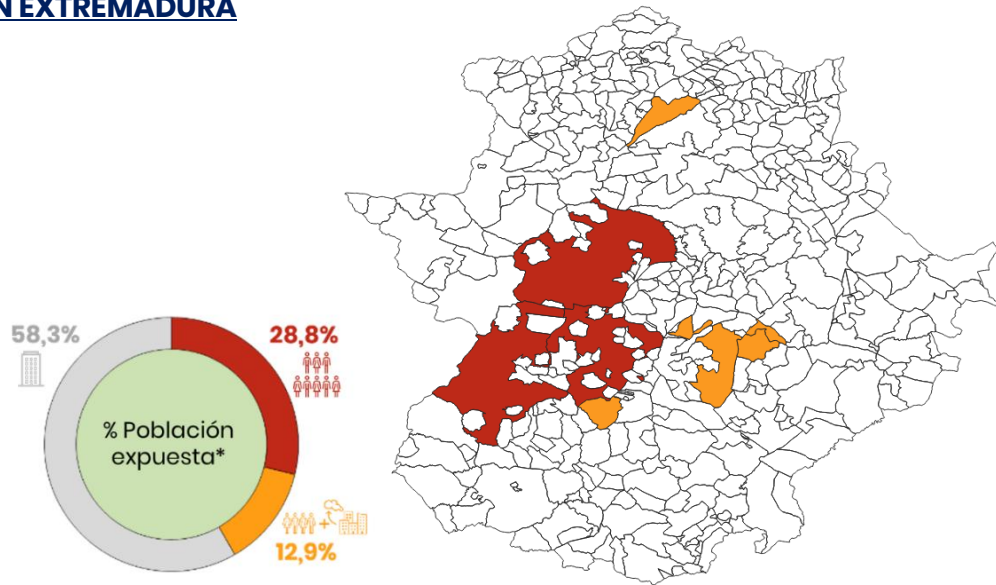 N EXTREMADURA
58,3%
28,8%
% Población
expuesta*
12,9%